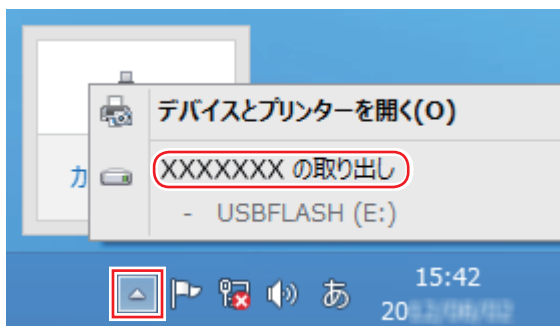 デバイスとプリンターを開く(O)
XXXXXXX の取り出し
カ
- USBFLASH (E:)
あ
15:42
20